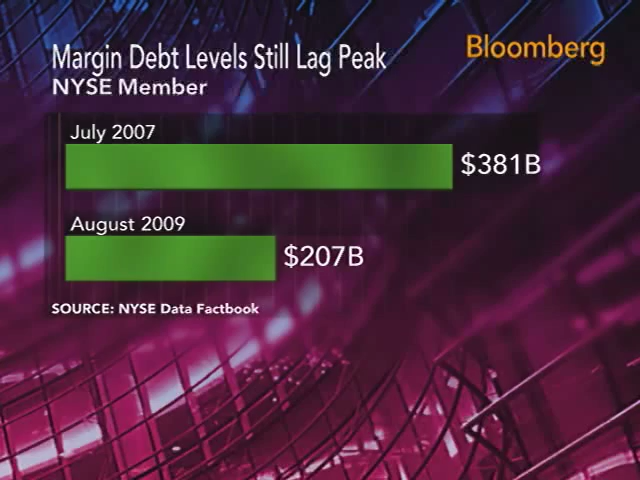 Margin Debt Levels Still Lag Peak
Bloomberg
NYSE Member
July 2007
$381B
August 2009
$207B
SOURCE: NYSE Data Factbook